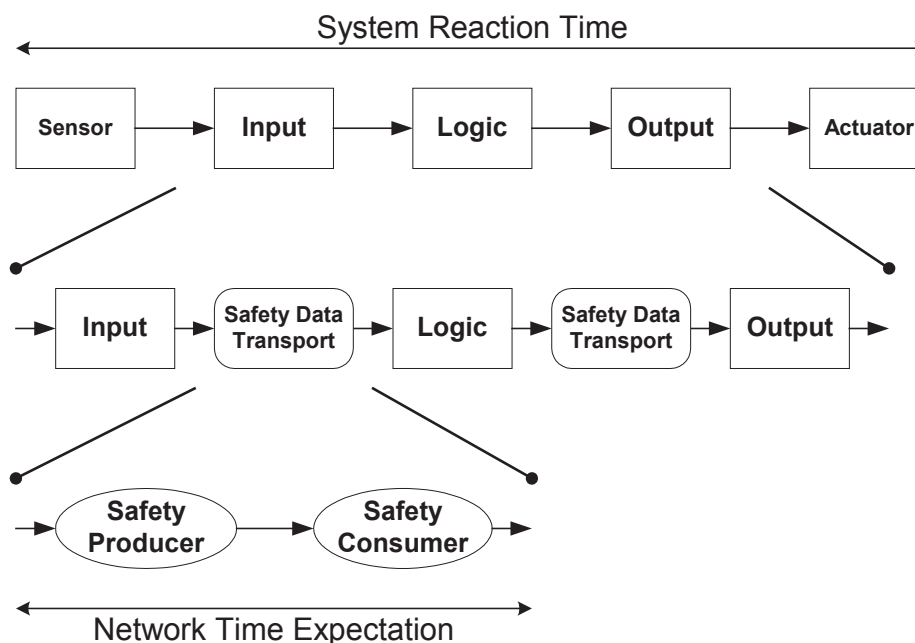 System Reaction Time
Sensor
Input
Logic
Output
Actuator
Input
Safety Data
Transport
Logic
Safety Data
Transport
Output
Safety
Producer
Safety
Consumer
Network Time Expectation